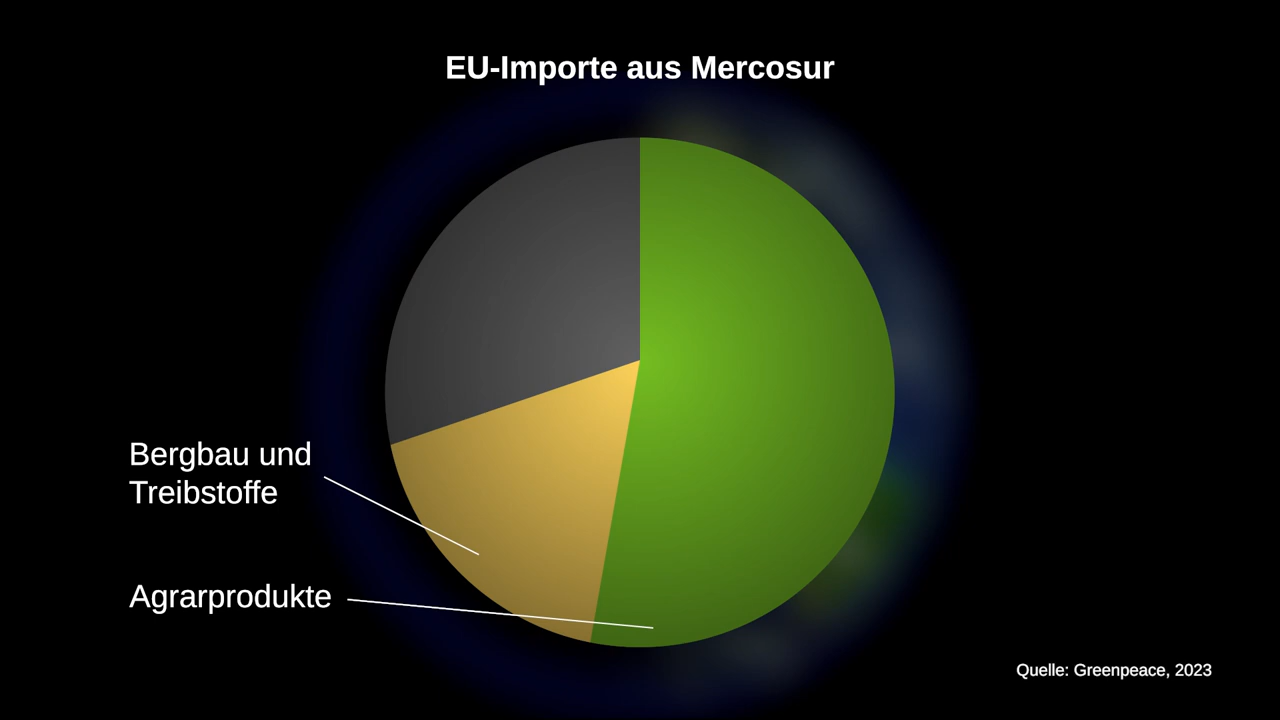 EU-Importe aus Mercosur
Bergbau und
Treibstoffe
Agrarprodukte
Quelle: Greenpeace, 2023